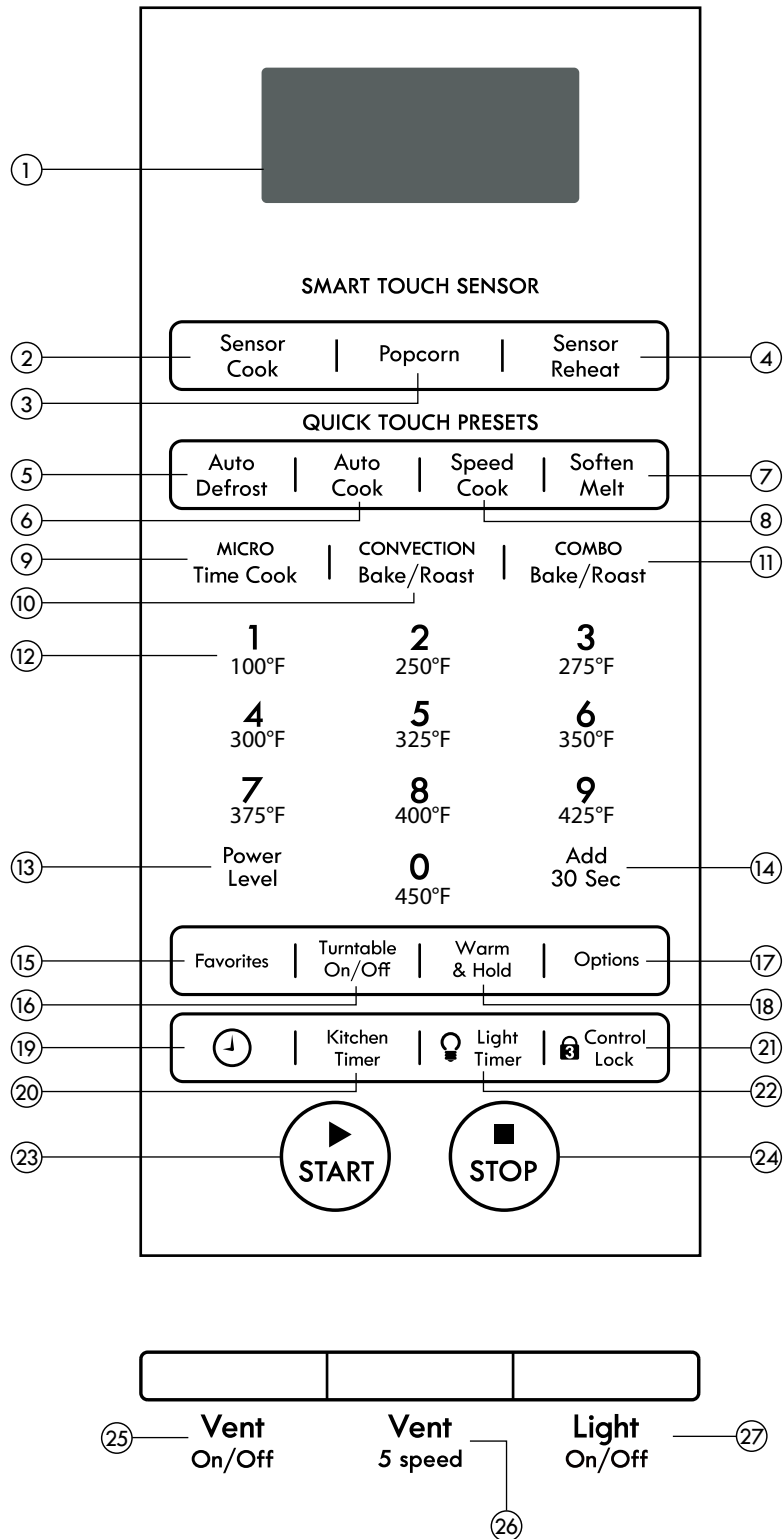 1
SMART TOUCH SENSOR
2
Sensor
Cook
Popcorn
Sensor
Reheat
4
3
QUICK TOUCH PRESETS
5
Auto
Defrost
Auto
Cook
Speed
Cook
Soften
Melt
7
6
8
9
MICRO
Time Cook
CONVECTION
Bake/Roast
COMBO
Bake/Roast
11
10
12
1
100°F
2
250°F
3
275°F
4
300°F
5
325°F
6
350°F
7
375°F
8
400°F
9
425°F
13
Power
Level
0
450°F
Add
30 Sec
14
15
Favorites
Turntable
On/Off
Warm
& Hold
Options
17
16
18
19
Kitchen
Timer
Light
Timer
3
Control
Lock
21
20
22
23
START
STOP
24
25
Vent
On/Off
Vent
5 speed
Light
On/Off
27
26